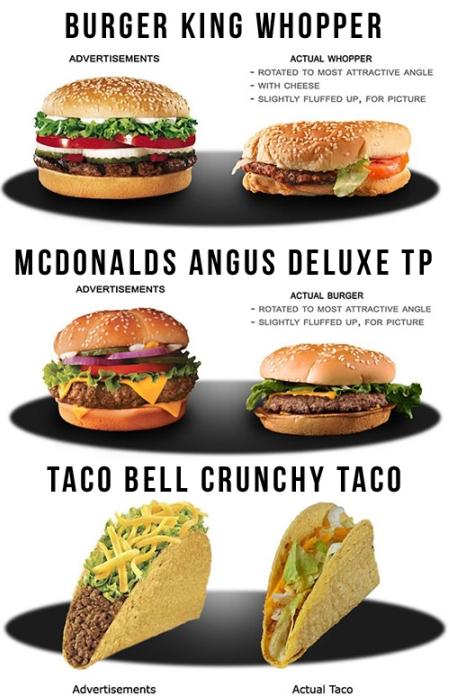 BURGER KING WHOPPER
ADVERTISEMENTS
ACTUAL WHOPPER
- ROTATED TO MOST ATTRACTIVE ANGLE
- WITH CHEESE
- SLIGHTLY FLUFFED UP, FOR PICTURE
MCDONALDS ANGUS DELUXE TP
ADVERTISEMENTS
ACTUAL BURGER
- ROTATED TO MOST ATTRACTIVE ANGLE
- SLIGHTLY FLUFFED UP, FOR PICTURE
TACO BELL CRUNCHY TACO
Advertisements
Actual Taco